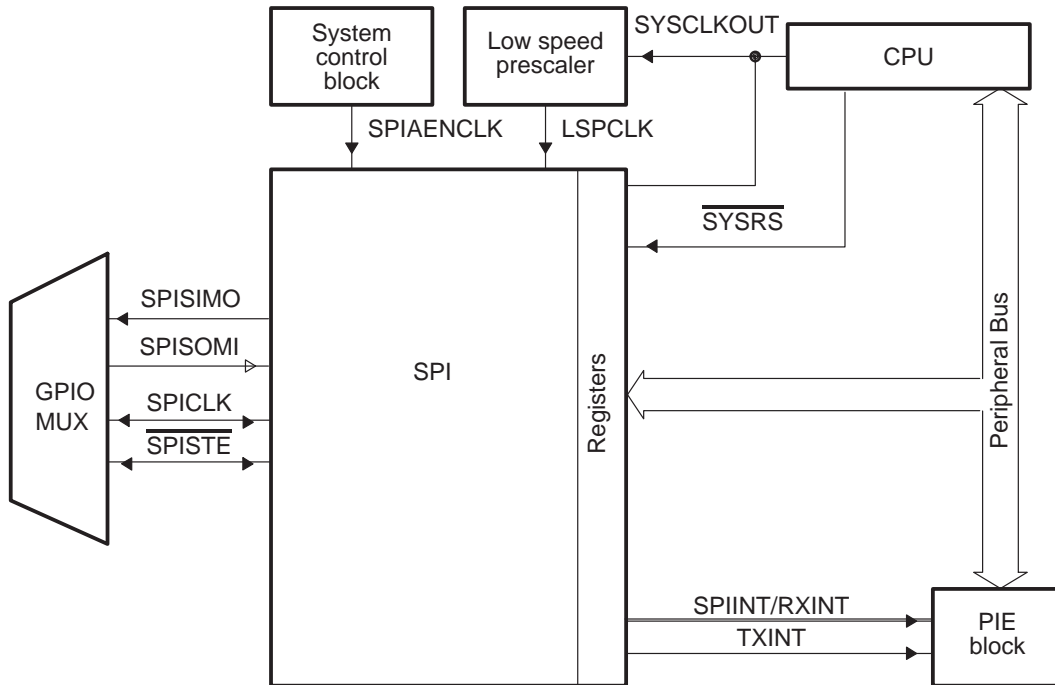 System
control
block
Low speed
prescaler
SYSCLKOUT
CPU
SPIAENCLK
LSPCLK
SYSRS
SPISIMO
SPISOMI
SPICLK
SPISTE
GPIO
MUX
SPI
Registers
Peripheral Bus
SPIINT/RXINT
TXINT
PIE
block